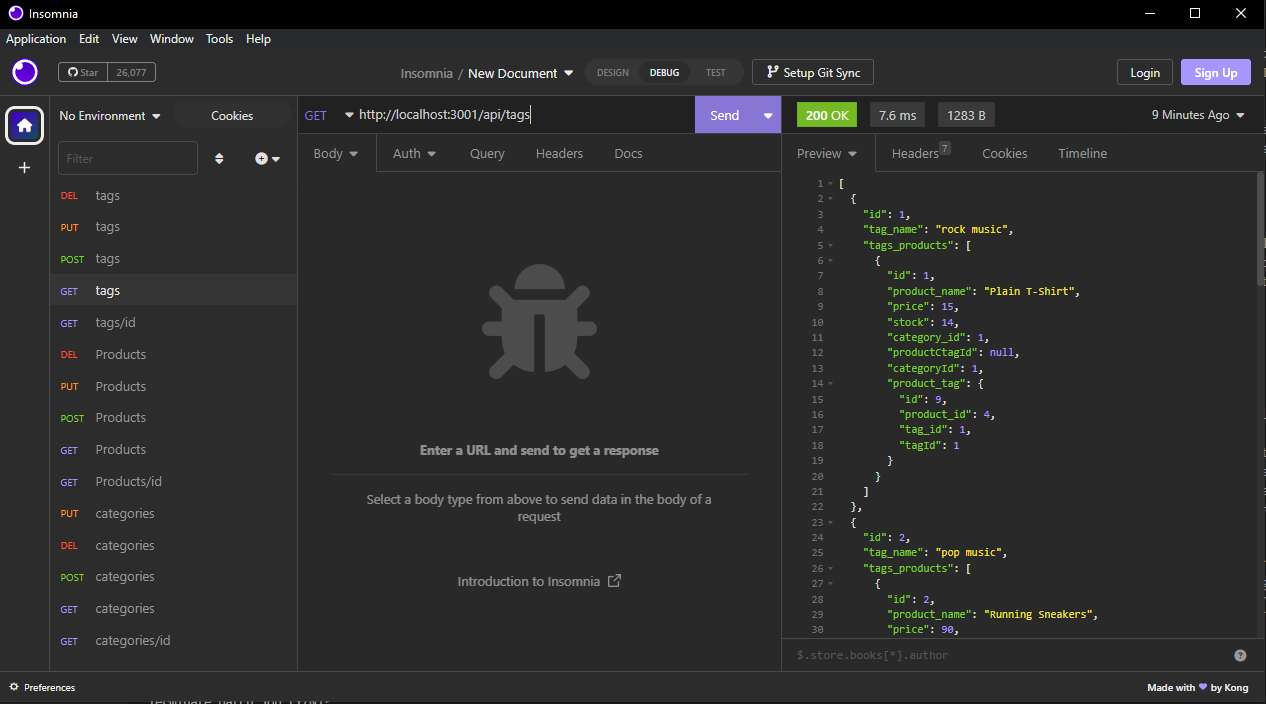 Insomnia
Application Edit View Window Tools Help
Star 26,077
Insomnia / New Document
DESIGN DEBUG TEST
Setup Git Sync
Login
Sign Up
No Environment
Cookies
Filter
DEL tags
PUT tags
POST tags
GET tags
GET tags/id
DEL Products
PUT Products
POST Products
GET Products
GET Products/id
PUT categories
DEL categories
POST categories
GET categories
GET categories/id
GET http://localhost:3001/api/tags
Send
Body Auth Query Headers Docs
Enter a URL and send to get a response
Select a body type from above to send data in the body of a
request
Introduction to Insomnia
200 OK 7.6 ms 1283 B
9 Minutes Ago
Preview Headers 7 Cookies Timeline
1 [
2 {
3 "id": 1,
4 "tag_name": "rock music",
5 "tags_products": [
6 {
7 "id": 1,
8 "product_name": "Plain T-Shirt",
9 "price": 15,
10 "stock": 14,
11 "category_id": 1,
12 "productCtagId": null,
13 "categoryId": 1,
14 "product_tag": {
15 "id": 9,
16 "product_id": 4,
17 "tag_id": 1,
18 "tagId": 1
19 }
20 }
21 ]
22 },
23 {
24 "id": 2,
25 "tag_name": "pop music",
26 "tags_products": [
27 {
28 "id": 2,
29 "product_name": "Running Sneakers",
30 "price": 90,
$.store.books[*].author
Preferences
Made with ♥ by Kong